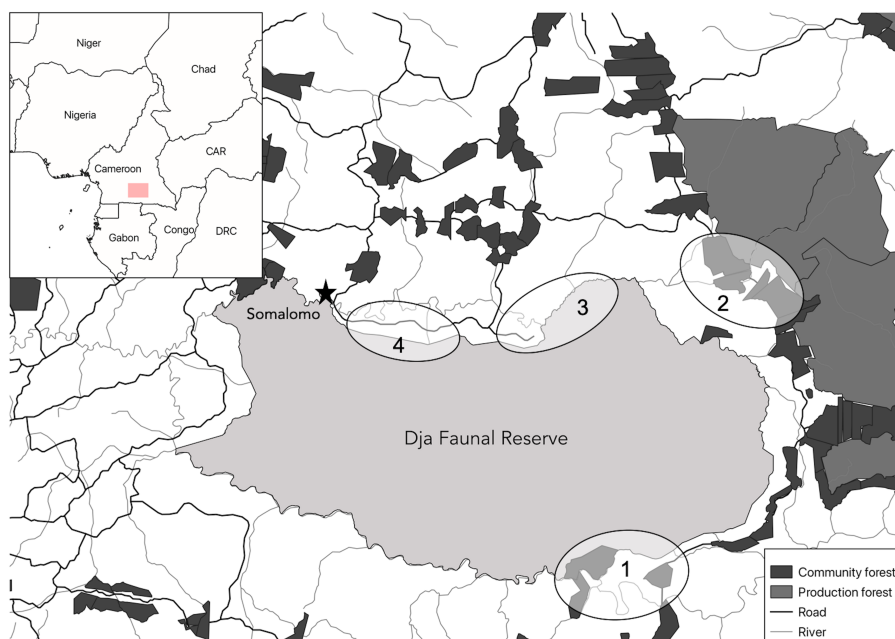 Niger
Chad
Nigeria
CAR
Cameroon
Gabon
Congo
DRC
Somalomo
3
2
4
Dja Faunal Reserve
1
Community forest
Production forest
Road
River